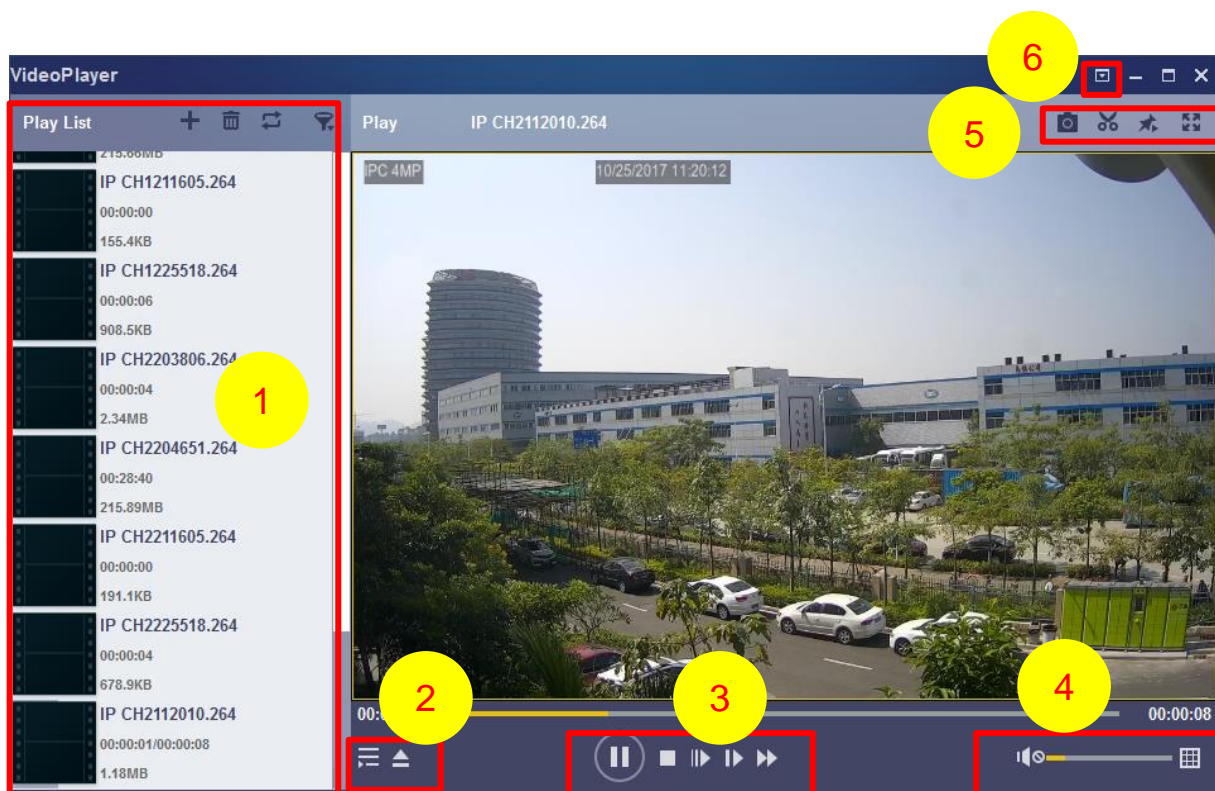 6
VideoPlayer
Play List
Play
IP CH2112010.264
5
215.66MB
IPC 4MP
10/25/2017 11:20:12
IP CH1211605.264
00:00:00
155.4KB
IP CH1225518.264
00:00:06
908.5KB
IP CH2203806.264
00:00:04
2.34MB
1
IP CH2204651.264
00:28:40
215.89MB
IP CH2211605.264
00:00:00
191.1KB
IP CH2225518.264
00:00:04
678.9KB
IP CH2112010.264
00:00:01/00:00:08
1.18MB
2
3
4
00:00:08